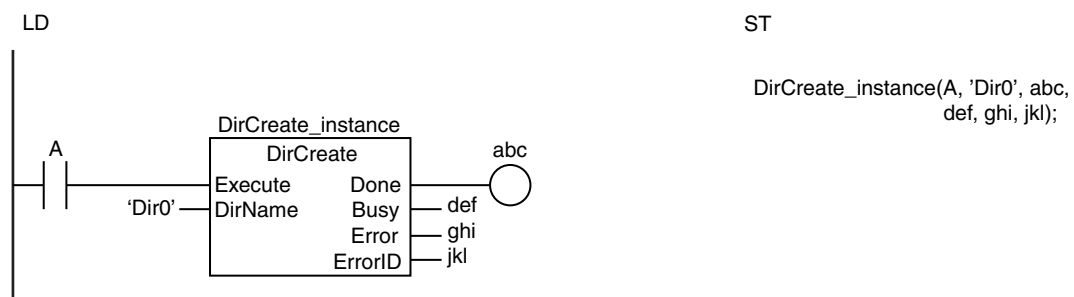 LD
ST
DirCreate_instance(A, 'Dir0', abc,
def, ghi, jkl);
DirCreate_instance
DirCreate
A
abc
Execute
Done
'Dir0'
DirName
Busy
def
Error
ghi
ErrorID
jkl